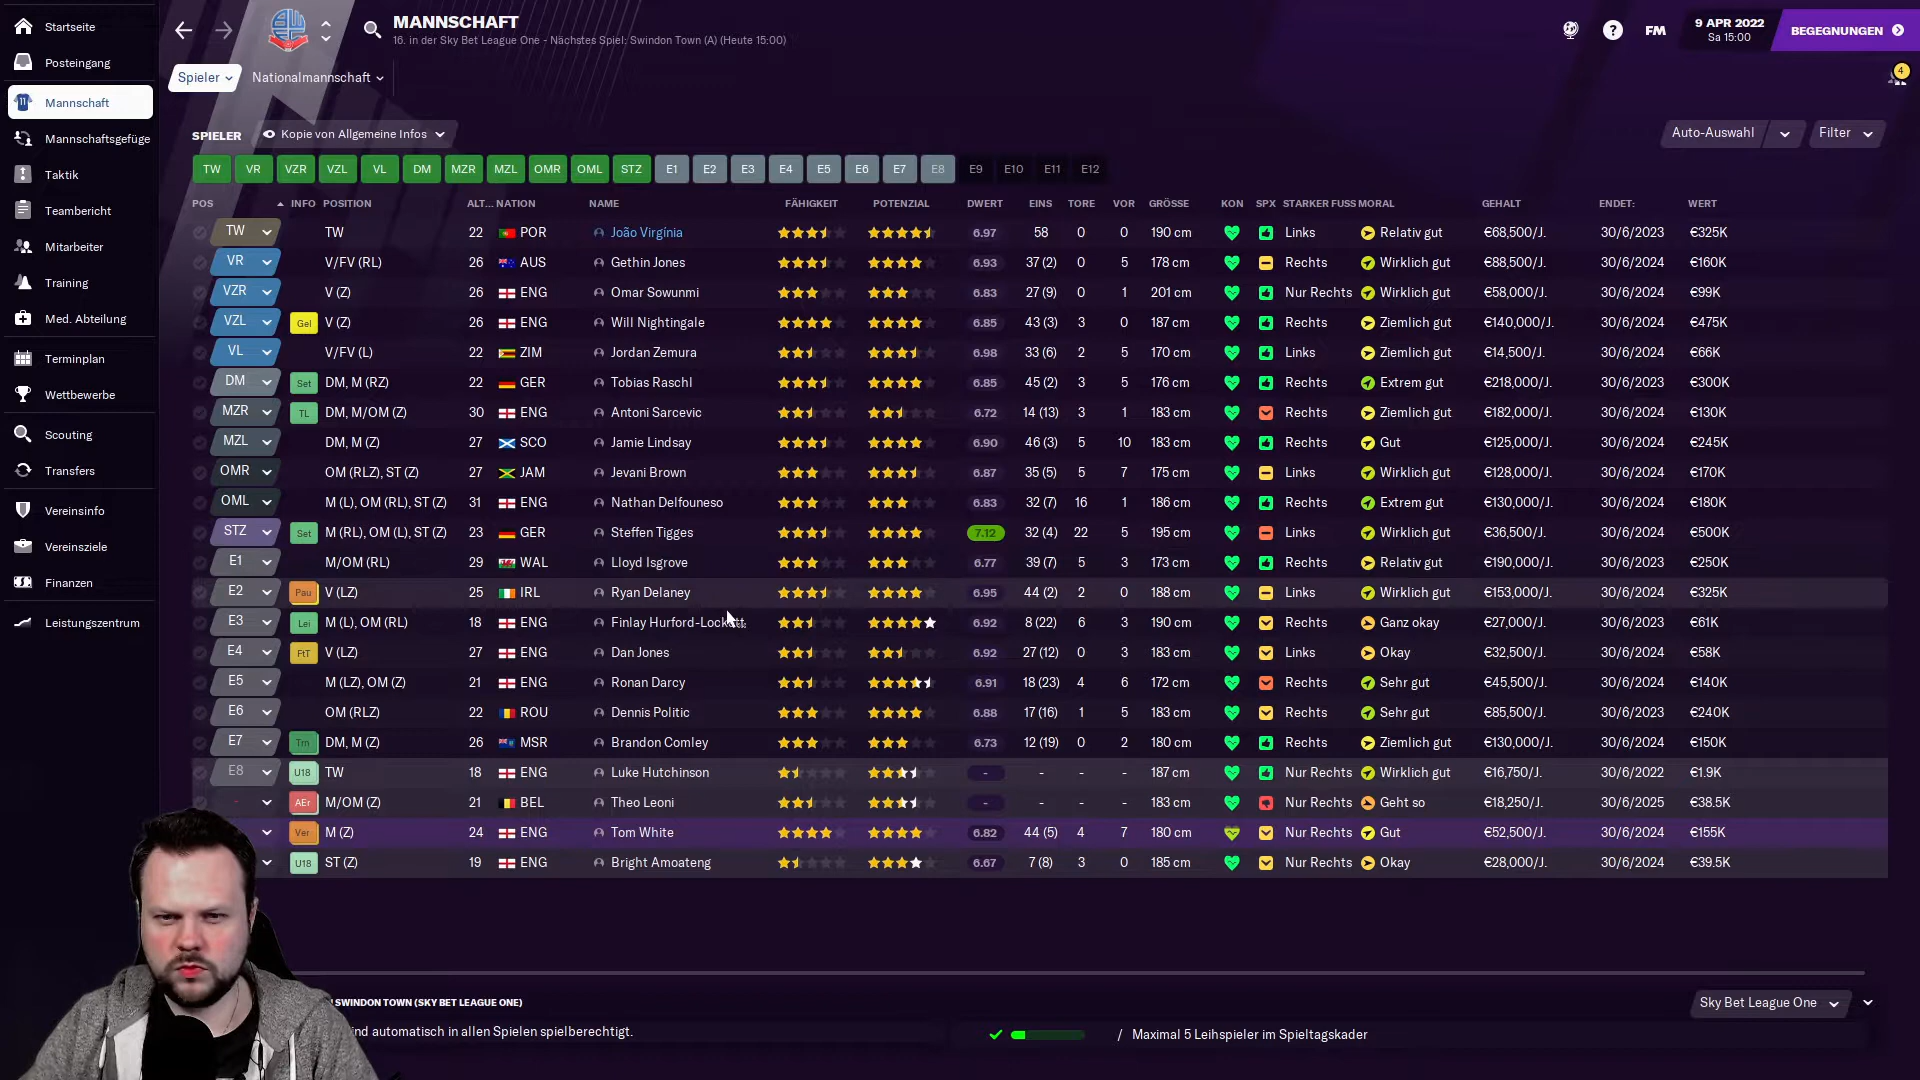 Startseite
Posteingang
Mannschaft
Mannschaftsgefüge
Taktik
Teambericht
Mitarbeiter
Training
Med. Abteilung
Terminplan
Wettbewerbe
Scouting
Transfers
Vereinsinfo
Vereinsziele
Finanzen
Leistungszentrum
MANNSCHAFT
16. in der Sky Bet League One - Nächstes Spiel: Swindon Town (A) (Heute 15:00)
FM
9 APR 2022
Sa 15:00
BEGEGNUNGEN
4
Spieler
Nationalmannschaft
SPIELER Kopie von Allgemeine Infos
Auto-Auswahl Filter
TW VR VZR VZL VL DM MZR MZL OMR OML STZ E1 E2 E3 E4 E5 E6 E7 E8 E9 E10 E11 E12
POS INFO POSITION ALT... NATION NAME FÄHIGKEIT POTENZIAL DWERT EINS TORE VOR GRÖSSE KON SPX STARKER FUSS MORAL GEHALT ENDET: WERT
TW TW 22 POR João Virgínia 6.97 58 0 0 190 cm Links Relativ gut €68,500/J. 30/6/2023 €325K
VR V/FV (RL) 26 AUS Gethin Jones 6.93 37 (2) 0 5 178 cm Rechts Wirklich gut €88,500/J. 30/6/2024 €160K
VZR V (Z) 26 ENG Omar Sowunmi 6.83 27 (9) 0 1 201 cm Nur Rechts Wirklich gut €58,000/J. 30/6/2024 €99K
VZL Gel V (Z) 26 ENG Will Nightingale 6.85 43 (3) 3 0 187 cm Rechts Ziemlich gut €140,000/J. 30/6/2024 €475K
VL V/FV (L) 22 ZIM Jordan Zemura 6.98 33 (6) 2 5 170 cm Links Ziemlich gut €14,500/J. 30/6/2024 €66K
DM Set DM, M (RZ) 22 GER Tobias Raschl 6.85 45 (2) 3 5 176 cm Rechts Extrem gut €218,000/J. 30/6/2023 €300K
MZR TL DM, M/OM (Z) 30 ENG Antoni Sarcevic 6.72 14 (13) 3 1 183 cm Rechts Ziemlich gut €182,000/J. 30/6/2024 €130K
MZL DM, M (Z) 27 SCO Jamie Lindsay 6.90 46 (3) 5 10 183 cm Rechts Gut €125,000/J. 30/6/2024 €245K
OMR OM (RLZ), ST (Z) 27 JAM Jevani Brown 6.87 35 (5) 5 7 175 cm Links Wirklich gut €128,000/J. 30/6/2024 €170K
OML M (L), OM (RL), ST (Z) 31 ENG Nathan Delfouneso 6.83 32 (7) 16 1 186 cm Rechts Extrem gut €130,000/J. 30/6/2024 €180K
STZ Set M (RL), OM (L), ST (Z) 23 GER Steffen Tigges 7.12 32 (4) 22 5 195 cm Links Wirklich gut €36,500/J. 30/6/2024 €500K
E1 M/OM (RL) 29 WAL Lloyd Isgrove 6.77 39 (7) 5 3 173 cm Rechts Relativ gut €190,000/J. 30/6/2023 €250K
E2 Pau V (LZ) 25 IRL Ryan Delaney 6.95 44 (2) 2 0 188 cm Links Wirklich gut €153,000/J. 30/6/2024 €325K
E3 Lei M (L), OM (RL) 18 ENG Finlay Hurford-Lockett 6.92 8 (22) 6 3 190 cm Rechts Ganz okay €27,000/J. 30/6/2023 €61K
E4 FtT V (LZ) 27 ENG Dan Jones 6.92 27 (12) 0 3 183 cm Links Okay €32,500/J. 30/6/2024 €58K
E5 M (LZ), OM (Z) 21 ENG Ronan Darcy 6.91 18 (23) 4 6 172 cm Rechts Sehr gut €45,500/J. 30/6/2024 €140K
E6 OM (RLZ) 22 ROU Dennis Politic 6.88 17 (16) 1 5 183 cm Rechts Sehr gut €85,500/J. 30/6/2023 €240K
E7 Trn DM, M (Z) 26 MSR Brandon Comley 6.73 12 (19) 0 2 180 cm Rechts Ziemlich gut €130,000/J. 30/6/2024 €150K
E8 U18 TW 18 ENG Luke Hutchinson - - - - 187 cm Nur Rechts Wirklich gut €16,750/J. 30/6/2022 €1.9K
- AEr M/OM (Z) 21 BEL Theo Leoni - - - - 183 cm Nur Rechts Geht so €18,250/J. 30/6/2025 €38.5K
Ver M (Z) 24 ENG Tom White 6.82 44 (5) 4 7 180 cm Nur Rechts Gut €52,500/J. 30/6/2024 €155K
U18 ST (Z) 19 ENG Bright Amoateng 6.67 7 (8) 3 0 185 cm Nur Rechts Okay €28,000/J. 30/6/2024 €39.5K
SWINDON TOWN (SKY BET LEAGUE ONE)
Sky Bet League One
ind automatisch in allen Spielen spielberechtigt.
/ Maximal 5 Leihspieler im Spieltagskader